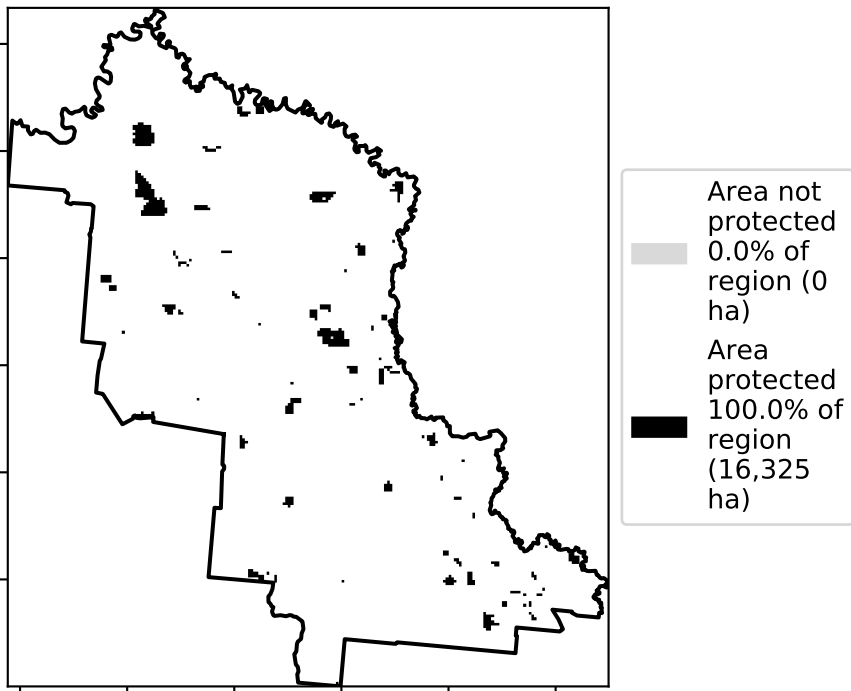 Area not
protected
0.0% of
region (0
ha)
Area
protected
100.0% of
region
(16,325
ha)